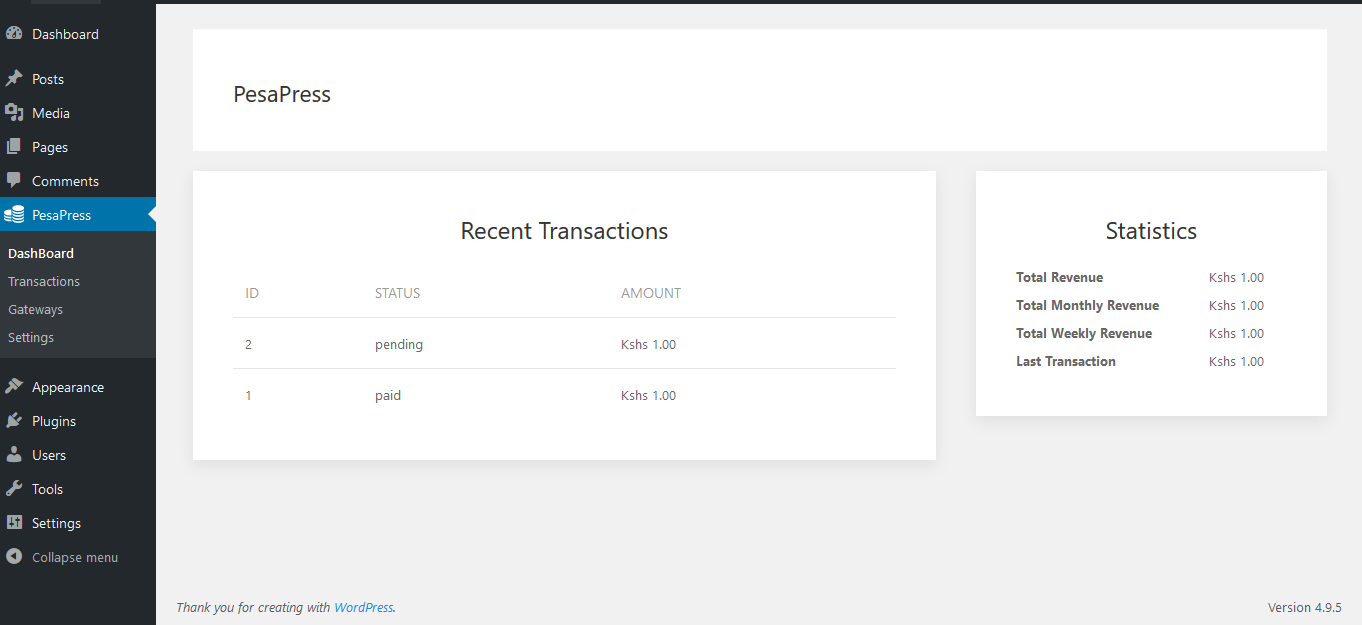 Dashboard
Posts
Media
Pages
Comments
PesaPress
DashBoard
Transactions
Gateways
Settings
Appearance
Plugins
Users
Tools
Settings
Collapse menu
PesaPress
Recent Transactions
ID STATUS AMOUNT
2 pending Kshs 1.00
1 paid Kshs 1.00
Statistics
Total Revenue Kshs 1.00
Total Monthly Revenue Kshs 1.00
Total Weekly Revenue Kshs 1.00
Last Transaction Kshs 1.00
Thank you for creating with WordPress.
Version 4.9.5